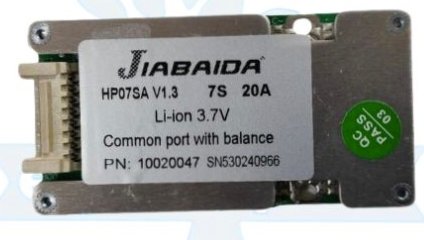 JIABAIDA
HP07SA V1.3 7S 20A
Li-ion 3.7V
Common port with balance
PN: 10020047 SN530240966
QC
PASS
03